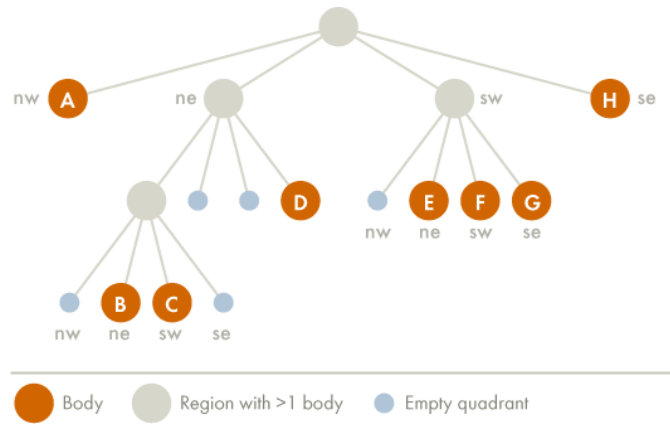 nw A ne sw H se
D E F G
nw ne sw se
B C
nw ne sw se
Body Region with >1 body Empty quadrant